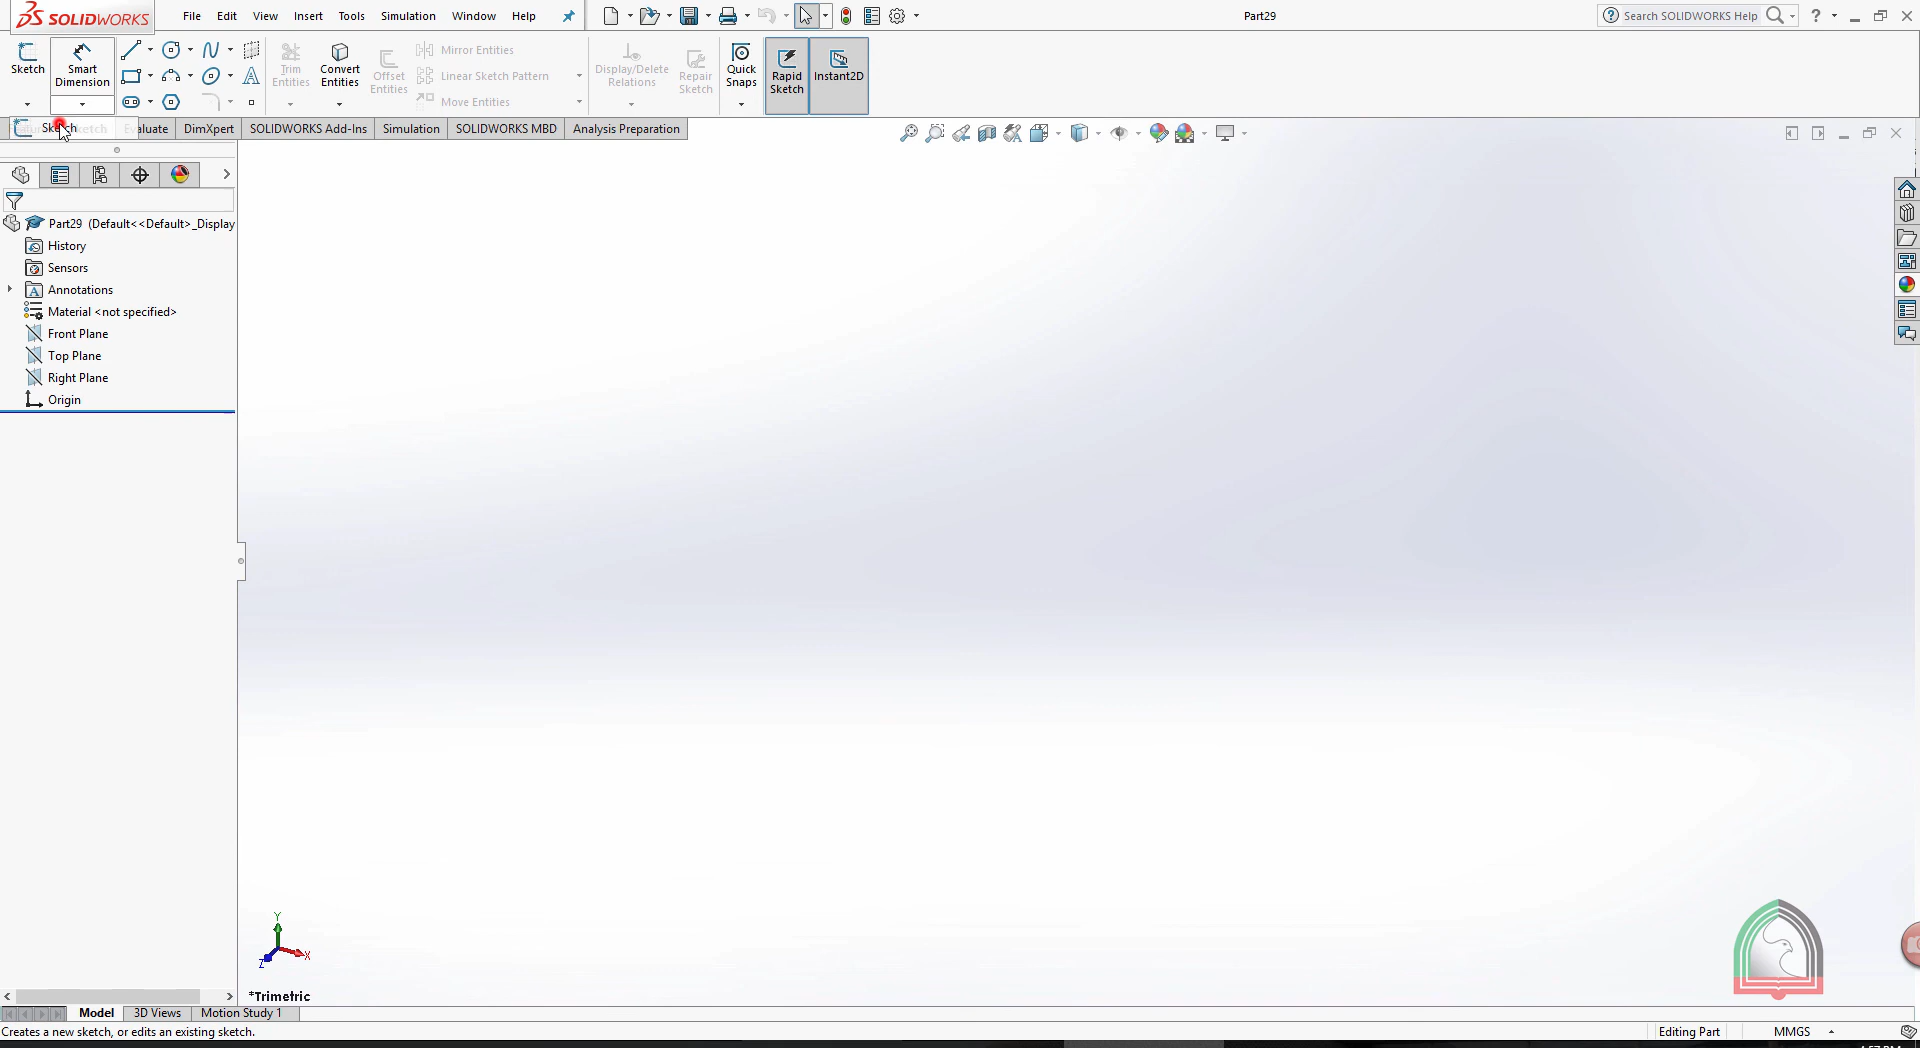 SOLIDWORKS File Edit View Insert Tools Simulation Window Help Part29 Search SOLIDWORKS Help ?
Sketch Smart Dimension Trim Entities Convert Entities Offset Entities Mirror Entities Linear Sketch Pattern Move Entities Display/Delete Relations Repair Sketch Quick Snaps Rapid Sketch Instant2D
Sketch Evaluate DimXpert SOLIDWORKS Add-Ins Simulation SOLIDWORKS MBD Analysis Preparation
Part29 (Default<<Default>_Display
History
Sensors
Annotations
Material <not specified>
Front Plane
Top Plane
Right Plane
Origin
Y
X
Z
*Trimetric
Model 3D Views Motion Study 1
Creates a new sketch, or edits an existing sketch. Editing Part MMGS